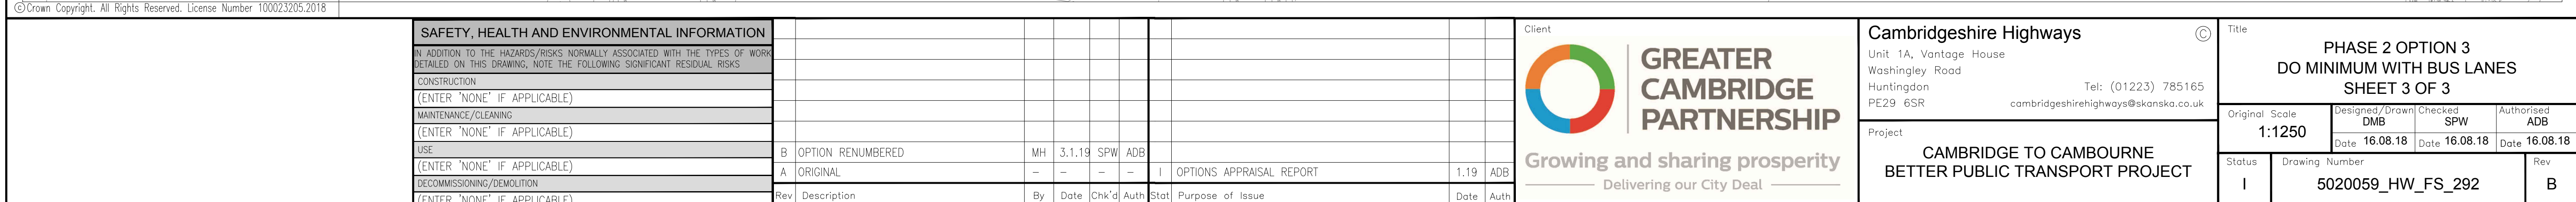 ©Crown Copyright. All Rights Reserved. License Number 100023205.2018
SAFETY, HEALTH AND ENVIRONMENTAL INFORMATION
IN ADDITION TO THE HAZARDS/RISKS NORMALLY ASSOCIATED WITH THE TYPES OF WORK
DETAILED ON THIS DRAWING, NOTE THE FOLLOWING SIGNIFICANT RESIDUAL RISKS
CONSTRUCTION
(ENTER 'NONE' IF APPLICABLE)
MAINTENANCE/CLEANING
(ENTER 'NONE' IF APPLICABLE)
USE
(ENTER 'NONE' IF APPLICABLE)
DECOMMISSIONING/DEMOLITION
(ENTER 'NONE' IF APPLICABLE)
B OPTION RENUMBERED MH 3.1.19 SPW ADB
A ORIGINAL – – – –
Rev Description By Date Chk'd Auth
I OPTIONS APPRAISAL REPORT 1.19 ADB
Stat Purpose of Issue Date Auth
Client
GREATER
CAMBRIDGE
PARTNERSHIP
Growing and sharing prosperity
Delivering our City Deal
Cambridgeshire Highways ©
Unit 1A, Vantage House
Washingley Road
Huntingdon Tel: (01223) 785165
PE29 6SR cambridgeshirehighways@skanska.co.uk
Project
CAMBRIDGE TO CAMBOURNE
BETTER PUBLIC TRANSPORT PROJECT
Title
PHASE 2 OPTION 3
DO MINIMUM WITH BUS LANES
SHEET 3 OF 3
Original Scale
1:1250
Designed/Drawn
DMB
Date 16.08.18
Checked
SPW
Date 16.08.18
Authorised
ADB
Date 16.08.18
Status
I
Drawing Number
5020059_HW_FS_292
Rev
B